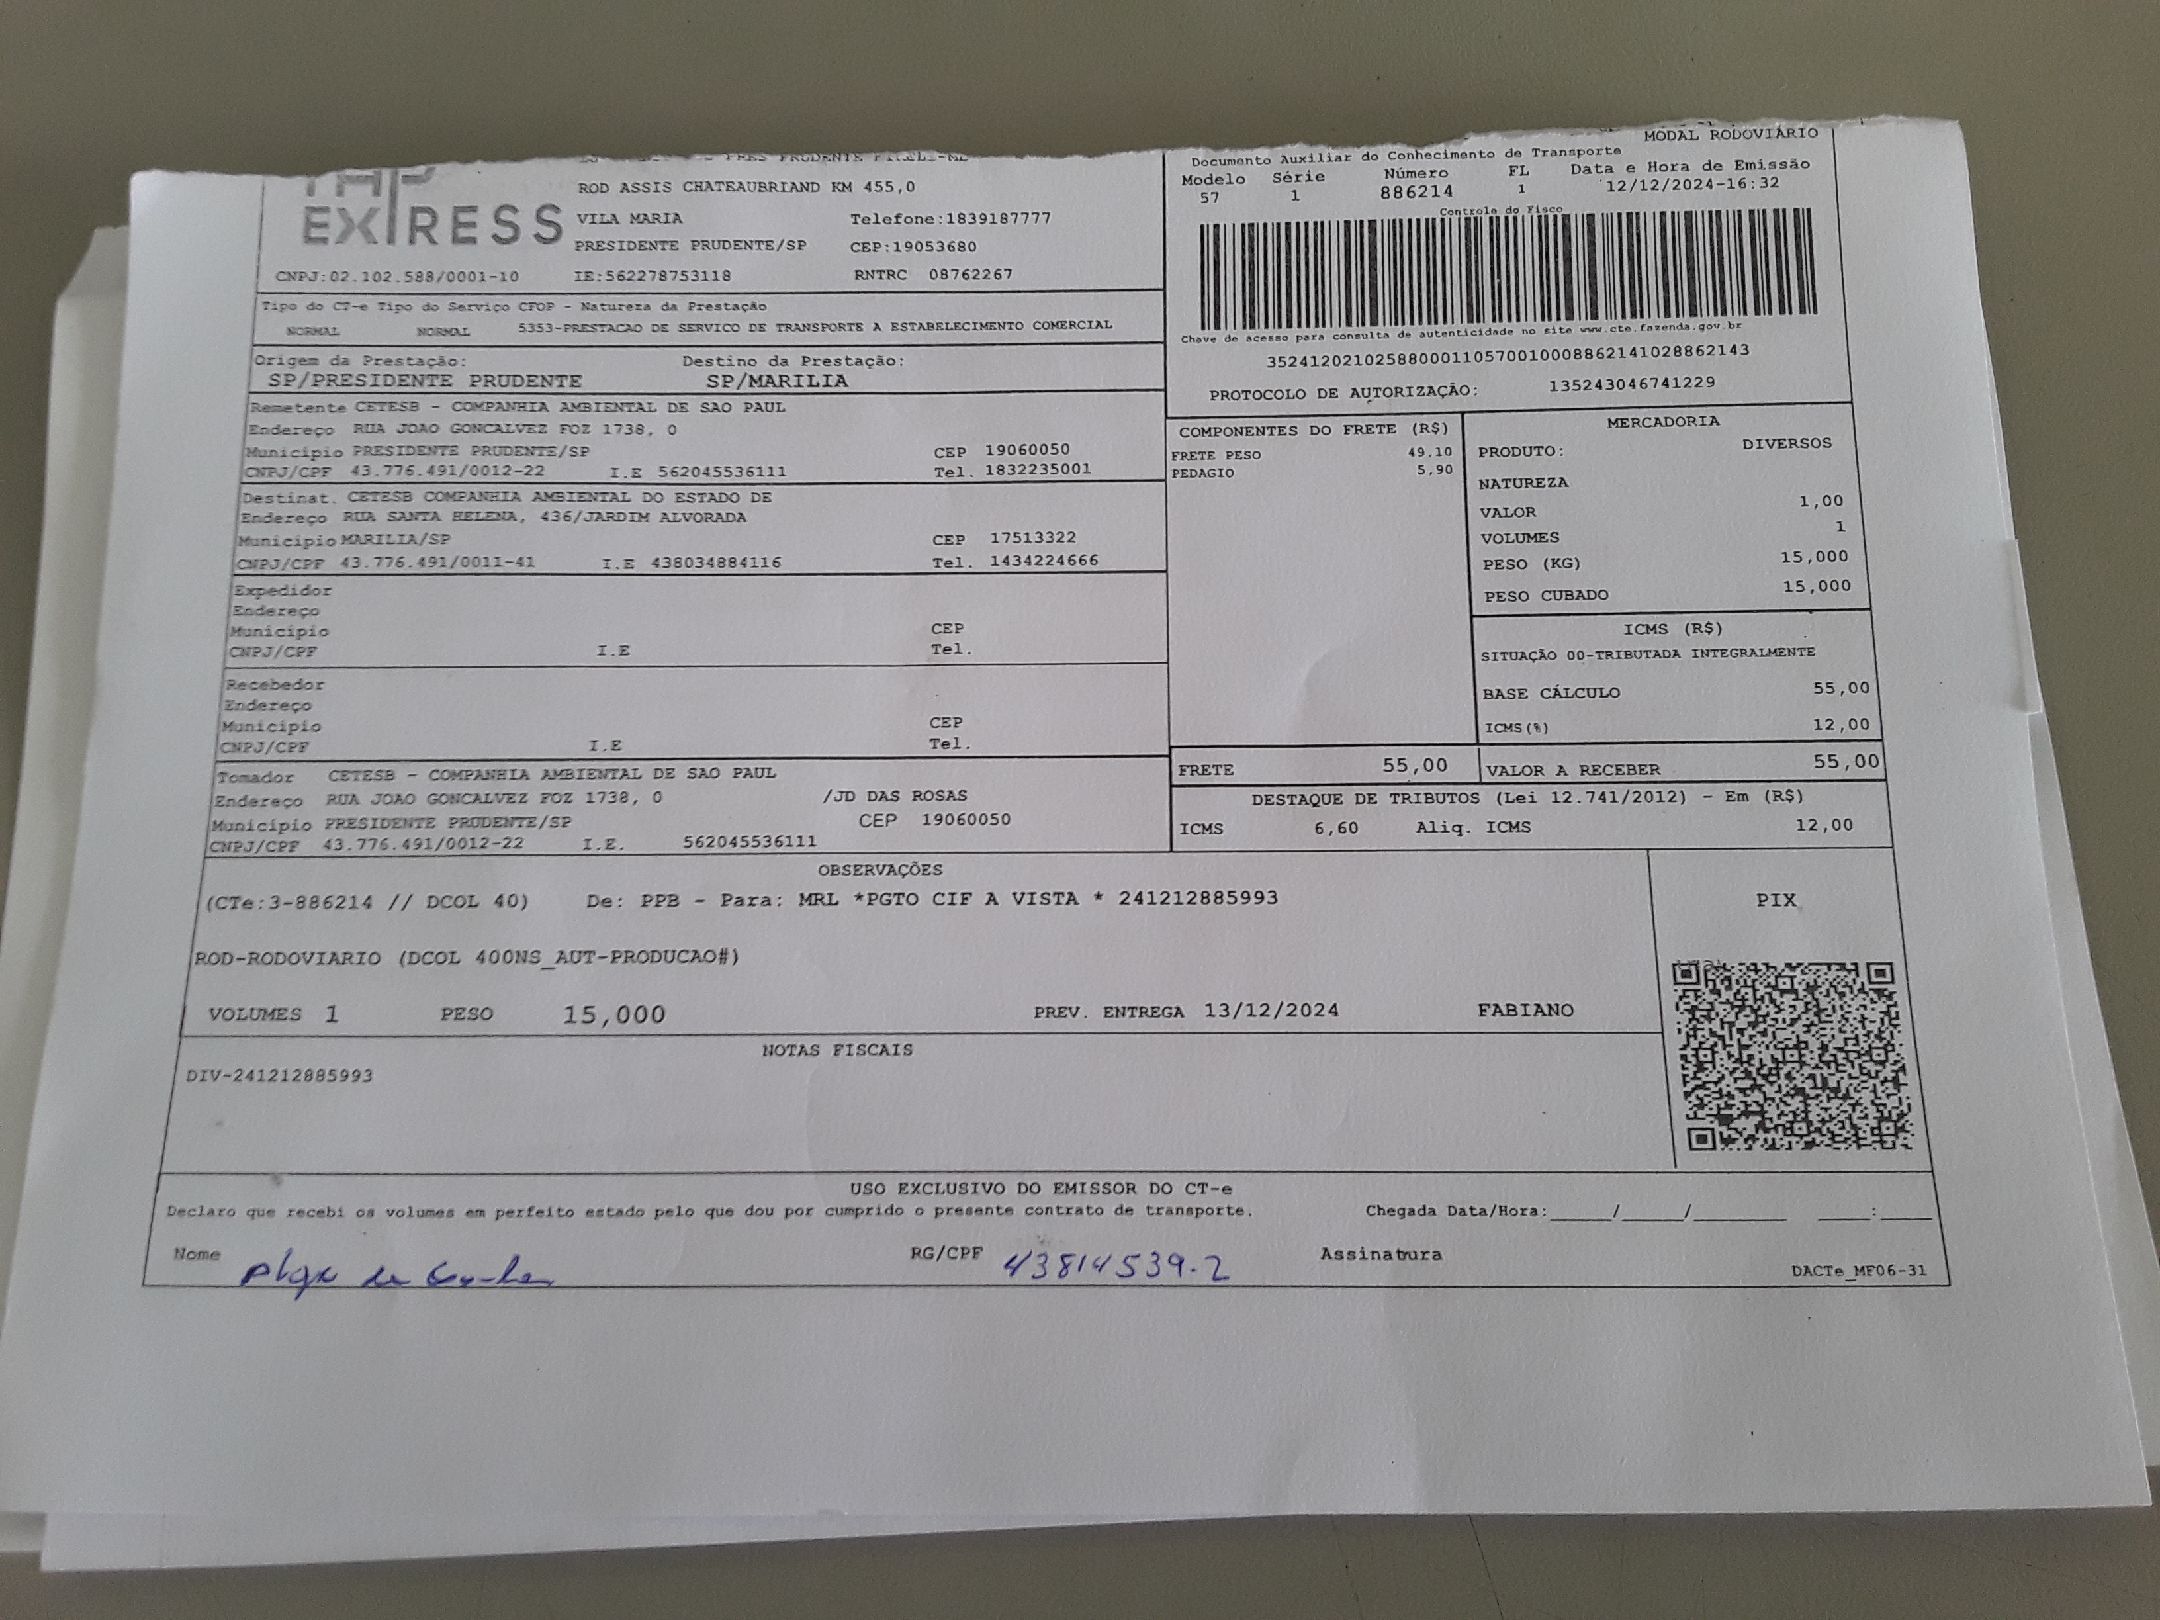 EXPRESS
ROD ASSIS CHATEAUBRIAND KM 455,0
VILA MARIA Telefone:1839187777
PRESIDENTE PRUDENTE/SP CEP:19053680
CNPJ:02.102.588/0001-10 IE:562278753118 RNTRC 08762267
Tipo do CT-e Tipo do Serviço CFOP - Natureza da Prestação
NORMAL NORMAL 5353-PRESTACAO DE SERVICO DE TRANSPORTE A ESTABELECIMENTO COMERCIAL
Origem da Prestação: Destino da Prestação:
SP/PRESIDENTE PRUDENTE SP/MARILIA
Remetente CETESB - COMPANHIA AMBIENTAL DE SAO PAUL
Endereço RUA JOAO GONCALVEZ FOZ 1738, 0
Município PRESIDENTE PRUDENTE/SP CEP 19060050
CNPJ/CPF 43.776.491/0012-22 I.E 562045536111 Tel. 1832235001
Destinat. CETESB COMPANHIA AMBIENTAL DO ESTADO DE
Endereço RUA SANTA HELENA, 436/JARDIM ALVORADA
Município MARILIA/SP CEP 17513322
CNPJ/CPF 43.776.491/0011-41 I.E 438034884116 Tel. 1434224666
Expedidor
Endereço
Município CEP
CNPJ/CPF I.E Tel.
Recebedor
Endereço
Município CEP
CNPJ/CPF I.E Tel.
Tomador CETESB - COMPANHIA AMBIENTAL DE SAO PAUL
Endereço RUA JOAO GONCALVEZ FOZ 1738, 0 /JD DAS ROSAS
Município PRESIDENTE PRUDENTE/SP CEP 19060050
CNPJ/CPF 43.776.491/0012-22 I.E. 562045536111
MODAL RODOVIÁRIO
Documento Auxiliar do Conhecimento de Transporte
Modelo Série Número FL Data e Hora de Emissão
57 1 886214 1 12/12/2024-16:32
Controle do Fisco
Chave de acesso para consulta de autenticidade no site www.cte.fazenda.gov.br
35241202102588000110570010008862141028862143
PROTOCOLO DE AUTORIZAÇÃO: 135243046741229
COMPONENTES DO FRETE (R$)
FRETE PESO 49,10
PEDAGIO 5,90
MERCADORIA
PRODUTO: DIVERSOS
NATUREZA
VALOR 1,00
VOLUMES 1
PESO (KG) 15,000
PESO CUBADO 15,000
ICMS (R$)
SITUAÇÃO 00-TRIBUTADA INTEGRALMENTE
BASE CÁLCULO 55,00
ICMS(%) 12,00
FRETE 55,00 VALOR A RECEBER 55,00
DESTAQUE DE TRIBUTOS (Lei 12.741/2012) - Em (R$)
ICMS 6,60 Aliq. ICMS 12,00
OBSERVAÇÕES
(CTe:3-886214 // DCOL 40) De: PPB - Para: MRL *PGTO CIF A VISTA * 241212885993
ROD-RODOVIARIO (DCOL 400NS_AUT-PRODUCAO#)
VOLUMES 1 PESO 15,000 PREV. ENTREGA 13/12/2024 FABIANO
PIX
NOTAS FISCAIS
DIV-241212885993
USO EXCLUSIVO DO EMISSOR DO CT-e
Declaro que recebi os volumes em perfeito estado pelo que dou por cumprido o presente contrato de transporte. Chegada Data/Hora:_____/_____/_______ ____:____
Nome RG/CPF 43814539-2 Assinatura
DACTe_MF06-31